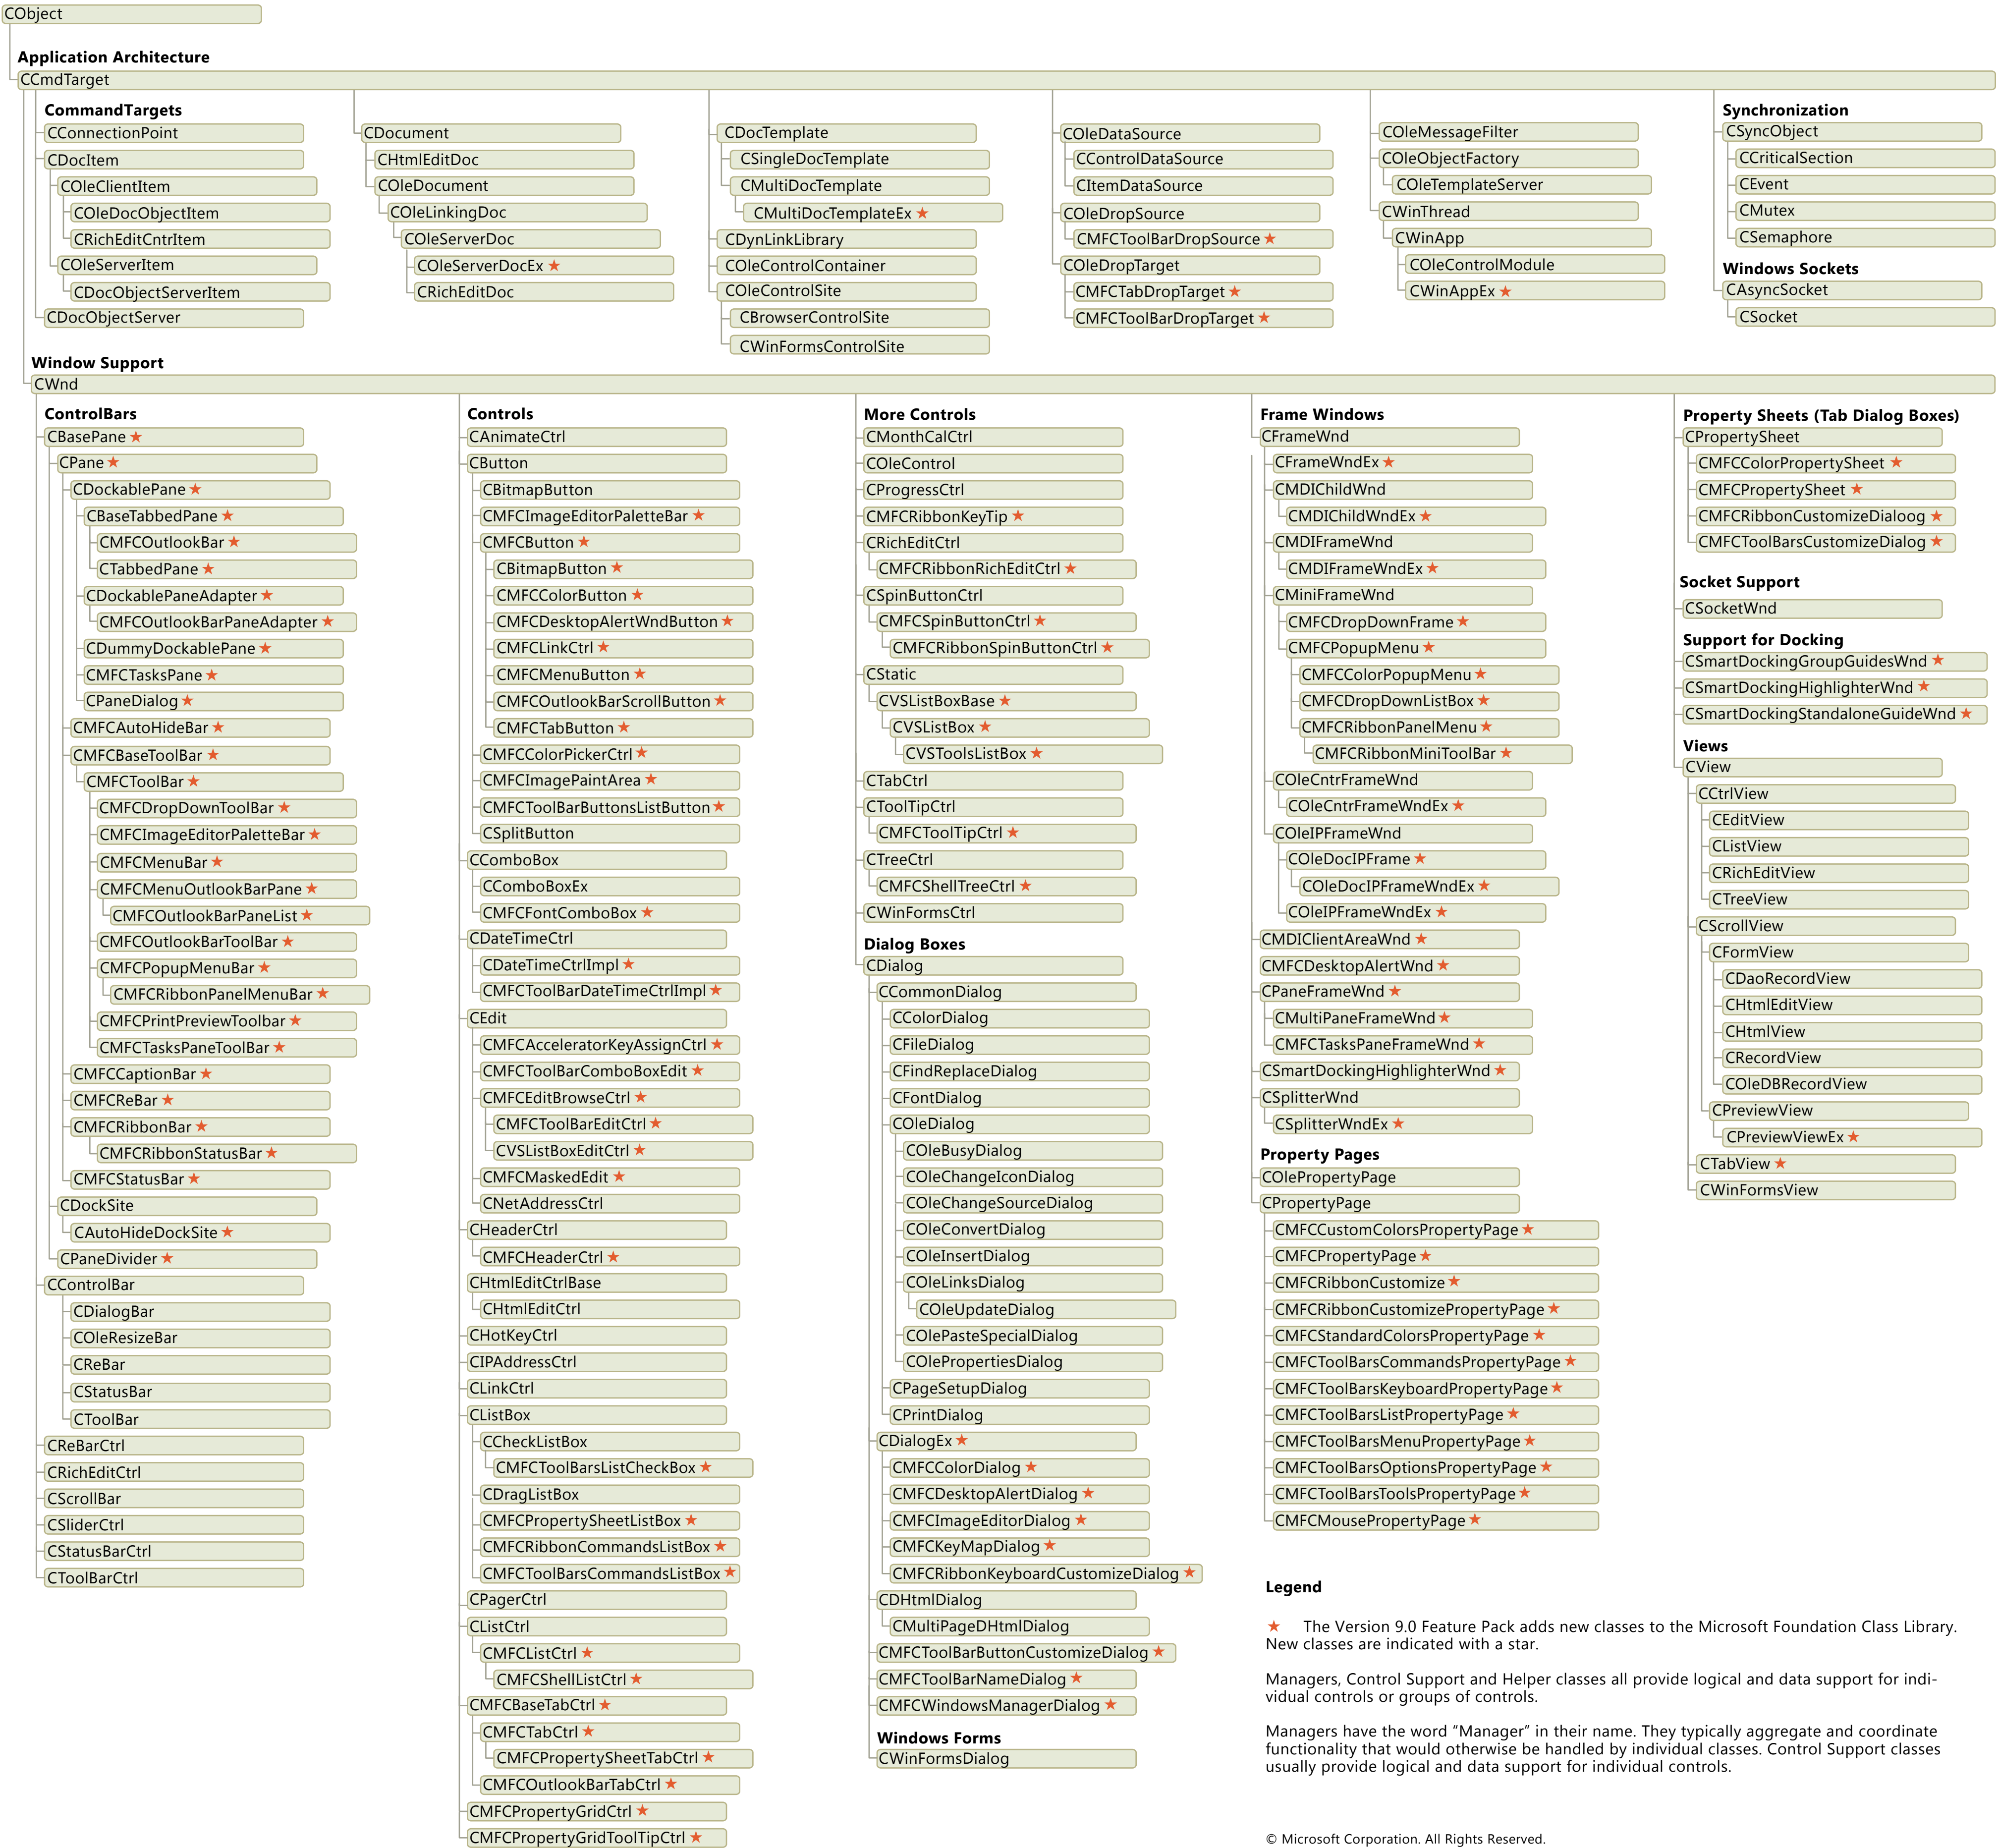 CObject
Application Architecture
CCmdTarget
CommandTargets
CConnectionPoint
CDocItem
COleClientItem
COleDocObjectItem
CRichEditCntrItem
COleServerItem
CDocObjectServerItem
CDocObjectServer
CDocument
CHtmlEditDoc
COleDocument
COleLinkingDoc
COleServerDoc
COleServerDocEx ★
CRichEditDoc
CDocTemplate
CSingleDocTemplate
CMultiDocTemplate
CMultiDocTemplateEx ★
CDynLinkLibrary
COleControlContainer
COleControlSite
CBrowserControlSite
CWinFormsControlSite
COleDataSource
CControlDataSource
CItemDataSource
COleDropSource
CMFCToolBarDropSource ★
COleDropTarget
CMFCTabDropTarget ★
CMFCToolBarDropTarget ★
COleMessageFilter
COleObjectFactory
COleTemplateServer
CWinThread
CWinApp
COleControlModule
CWinAppEx ★
Synchronization
CSyncObject
CCriticalSection
CEvent
CMutex
CSemaphore
Windows Sockets
CAsyncSocket
CSocket
Window Support
CWnd
ControlBars
CBasePane ★
CPane ★
CDockablePane ★
CBaseTabbedPane ★
CMFCOutlookBar ★
CTabbedPane ★
CDockablePaneAdapter ★
CMFCOutlookBarPaneAdapter ★
CDummyDockablePane ★
CMFCTasksPane ★
CPaneDialog ★
CMFCAutoHideBar ★
CMFCBaseToolBar ★
CMFCToolBar ★
CMFCDropDownToolBar ★
CMFCImageEditorPaletteBar ★
CMFCMenuBar ★
CMFCMenuOutlookBarPane ★
CMFCOutlookBarPaneList ★
CMFCOutlookBarToolBar ★
CMFCPopupMenuBar ★
CMFCRibbonPanelMenuBar ★
CMFCPrintPreviewToolbar ★
CMFCTasksPaneToolBar ★
CMFCCaptionBar ★
CMFCReBar ★
CMFCRibbonBar ★
CMFCRibbonStatusBar ★
CMFCStatusBar ★
CDockSite
CAutoHideDockSite ★
CPaneDivider ★
CControlBar
CDialogBar
COleResizeBar
CReBar
CStatusBar
CToolBar
CReBarCtrl
CRichEditCtrl
CScrollBar
CSliderCtrl
CStatusBarCtrl
CToolBarCtrl
Controls
CAnimateCtrl
CButton
CBitmapButton
CMFCImageEditorPaletteBar ★
CMFCButton ★
CBitmapButton ★
CMFCColorButton ★
CMFCDesktopAlertWndButton ★
CMFCLinkCtrl ★
CMFCMenuButton ★
CMFCOutlookBarScrollButton ★
CMFCTabButton ★
CMFCColorPickerCtrl ★
CMFCImagePaintArea ★
CMFCToolBarButtonsListButton ★
CSplitButton
CComboBox
CComboBoxEx
CMFCFontComboBox ★
CDateTimeCtrl
CDateTimeCtrlImpl ★
CMFCToolBarDateTimeCtrlImpl ★
CEdit
CMFCAcceleratorKeyAssignCtrl ★
CMFCToolBarComboBoxEdit ★
CMFCEditBrowseCtrl ★
CMFCToolBarEditCtrl ★
CVSListBoxEditCtrl ★
CMFCMaskedEdit ★
CNetAddressCtrl
CHeaderCtrl
CMFCHeaderCtrl ★
CHtmlEditCtrlBase
CHtmlEditCtrl
CHotKeyCtrl
CIPAddressCtrl
CLinkCtrl
CListBox
CCheckListBox
CMFCToolBarsListCheckBox ★
CDragListBox
CMFCPropertySheetListBox ★
CMFCRibbonCommandsListBox ★
CMFCToolBarsCommandsListBox ★
CPagerCtrl
CListCtrl
CMFCListCtrl ★
CMFCShellListCtrl ★
CMFCBaseTabCtrl ★
CMFCTabCtrl ★
CMFCPropertySheetTabCtrl ★
CMFCOutlookBarTabCtrl ★
CMFCPropertyGridCtrl ★
CMFCPropertyGridToolTipCtrl ★
More Controls
CMonthCalCtrl
COleControl
CProgressCtrl
CMFCRibbonKeyTip ★
CRichEditCtrl
CMFCRibbonRichEditCtrl ★
CSpinButtonCtrl
CMFCSpinButtonCtrl ★
CMFCRibbonSpinButtonCtrl ★
CStatic
CVSListBoxBase ★
CVSListBox ★
CVSToolsListBox ★
CTabCtrl
CToolTipCtrl
CMFCToolTipCtrl ★
CTreeCtrl
CMFCShellTreeCtrl ★
CWinFormsCtrl
Dialog Boxes
CDialog
CCommonDialog
CColorDialog
CFileDialog
CFindReplaceDialog
CFontDialog
COleDialog
COleBusyDialog
COleChangeIconDialog
COleChangeSourceDialog
COleConvertDialog
COleInsertDialog
COleLinksDialog
COleUpdateDialog
COlePasteSpecialDialog
COlePropertiesDialog
CPageSetupDialog
CPrintDialog
CDialogEx ★
CMFCColorDialog ★
CMFCDesktopAlertDialog ★
CMFCImageEditorDialog ★
CMFCKeyMapDialog ★
CMFCRibbonKeyboardCustomizeDialog ★
CDHtmlDialog
CMultiPageDHtmlDialog
CMFCToolBarButtonCustomizeDialog ★
CMFCToolBarNameDialog ★
CMFCWindowsManagerDialog ★
Windows Forms
CWinFormsDialog
Frame Windows
CFrameWnd
CFrameWndEx ★
CMDIChildWnd
CMDIChildWndEx ★
CMDIFrameWnd
CMDIFrameWndEx ★
CMiniFrameWnd
CMFCDropDownFrame ★
CMFCPopupMenu ★
CMFCColorPopupMenu ★
CMFCDropDownListBox ★
CMFCRibbonPanelMenu ★
CMFCRibbonMiniToolBar ★
COleCntrFrameWnd
COleCntrFrameWndEx ★
COleIPFrameWnd
COleDocIPFrame ★
COleDocIPFrameWndEx ★
COleIPFrameWndEx ★
CMDIClientAreaWnd ★
CMFCDesktopAlertWnd ★
CPaneFrameWnd ★
CMultiPaneFrameWnd ★
CMFCTasksPaneFrameWnd ★
CSmartDockingHighlighterWnd ★
CSplitterWnd
CSplitterWndEx ★
Property Pages
COlePropertyPage
CPropertyPage
CMFCCustomColorsPropertyPage ★
CMFCPropertyPage ★
CMFCRibbonCustomize ★
CMFCRibbonCustomizePropertyPage ★
CMFCStandardColorsPropertyPage ★
CMFCToolBarsCommandsPropertyPage ★
CMFCToolBarsKeyboardPropertyPage ★
CMFCToolBarsListPropertyPage ★
CMFCToolBarsMenuPropertyPage ★
CMFCToolBarsOptionsPropertyPage ★
CMFCToolBarsToolsPropertyPage ★
CMFCMousePropertyPage ★
Property Sheets (Tab Dialog Boxes)
CPropertySheet
CMFCColorPropertySheet ★
CMFCPropertySheet ★
CMFCRibbonCustomizeDialoog ★
CMFCToolBarsCustomizeDialog ★
Socket Support
CSocketWnd
Support for Docking
CSmartDockingGroupGuidesWnd ★
CSmartDockingHighlighterWnd ★
CSmartDockingStandaloneGuideWnd ★
Views
CView
CCtrlView
CEditView
CListView
CRichEditView
CTreeView
CScrollView
CFormView
CDaoRecordView
CHtmlEditView
CHtmlView
CRecordView
COleDBRecordView
CPreviewView
CPreviewViewEx ★
CTabView ★
CWinFormsView
Legend
★ The Version 9.0 Feature Pack adds new classes to the Microsoft Foundation Class Library.
New classes are indicated with a star.
Managers, Control Support and Helper classes all provide logical and data support for indi-
vidual controls or groups of controls.
Managers have the word “Manager” in their name. They typically aggregate and coordinate
functionality that would otherwise be handled by individual classes. Control Support classes
usually provide logical and data support for individual controls.
© Microsoft Corporation. All Rights Reserved.